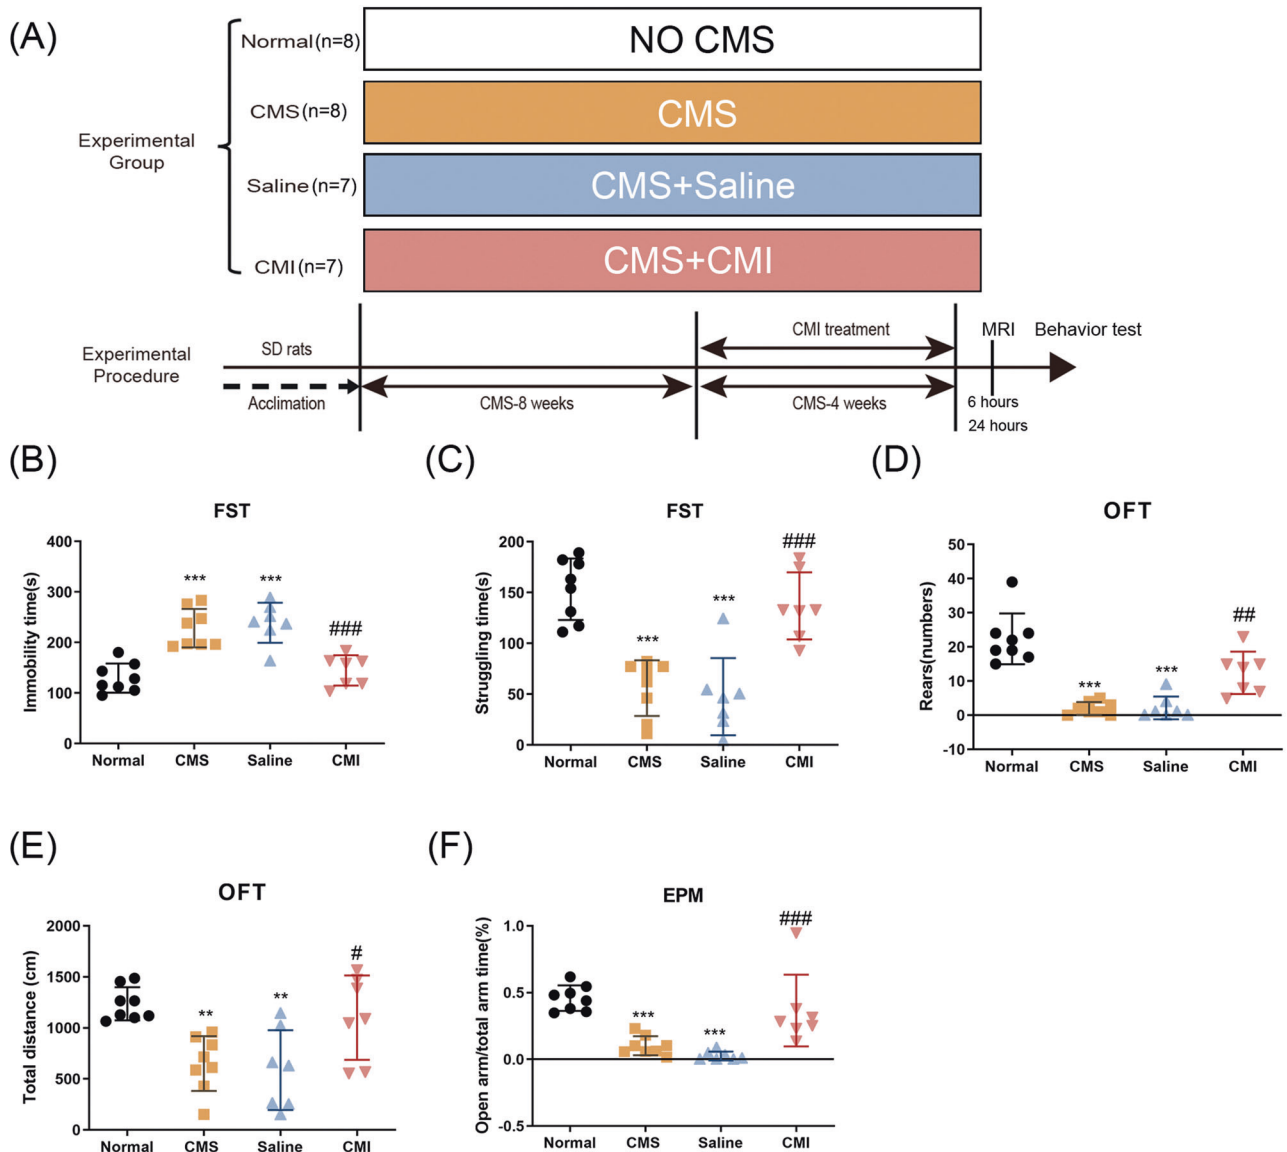 (A)
Normal(n=8)
NO CMS
CMS(n=8)
CMS
Experimental
Group
Saline(n=7)
CMS+Saline
CMI(n=7)
CMS+CMI
Experimental
Procedure
SD rats
Acclimation
CMS-8 weeks
CMI treatment
CMS-4 weeks
MRI
Behavior test
6 hours
24 hours
(B)
FST
Immobility time(s)
400
300
200
100
0
***
***
###
Normal
CMS
Saline
CMI
(C)
FST
Struggling time(s)
200
150
100
50
0
***
***
###
Normal
CMS
Saline
CMI
(D)
OFT
Rears(numbers)
50
40
30
20
10
0
-10
***
***
##
Normal
CMS
Saline
CMI
(E)
OFT
Total distance (cm)
2000
1500
1000
500
0
**
**
#
Normal
CMS
Saline
CMI
(F)
EPM
Open arm/total arm time(%)
1.0
0.5
0.0
-0.5
***
***
###
Normal
CMS
Saline
CMI